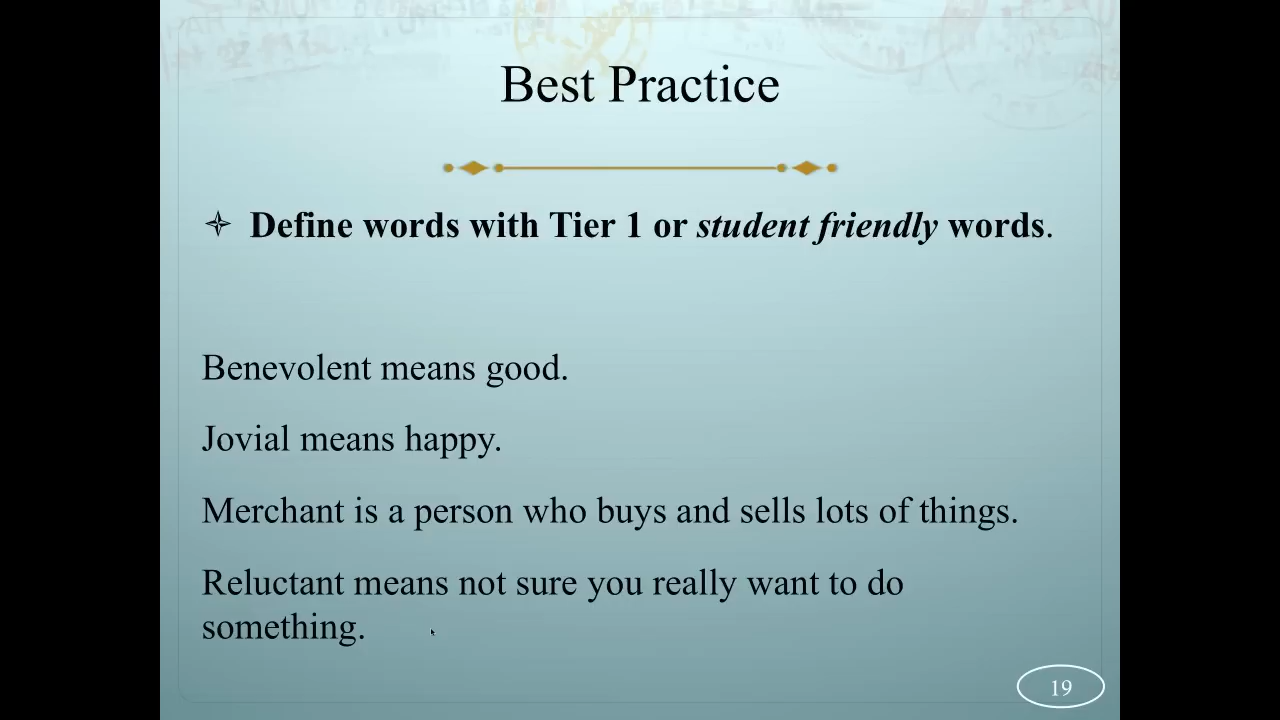 Best Practice
Define words with Tier 1 or student friendly words.
Benevolent means good.
Jovial means happy.
Merchant is a person who buys and sells lots of things.
Reluctant means not sure you really want to do
something.
19